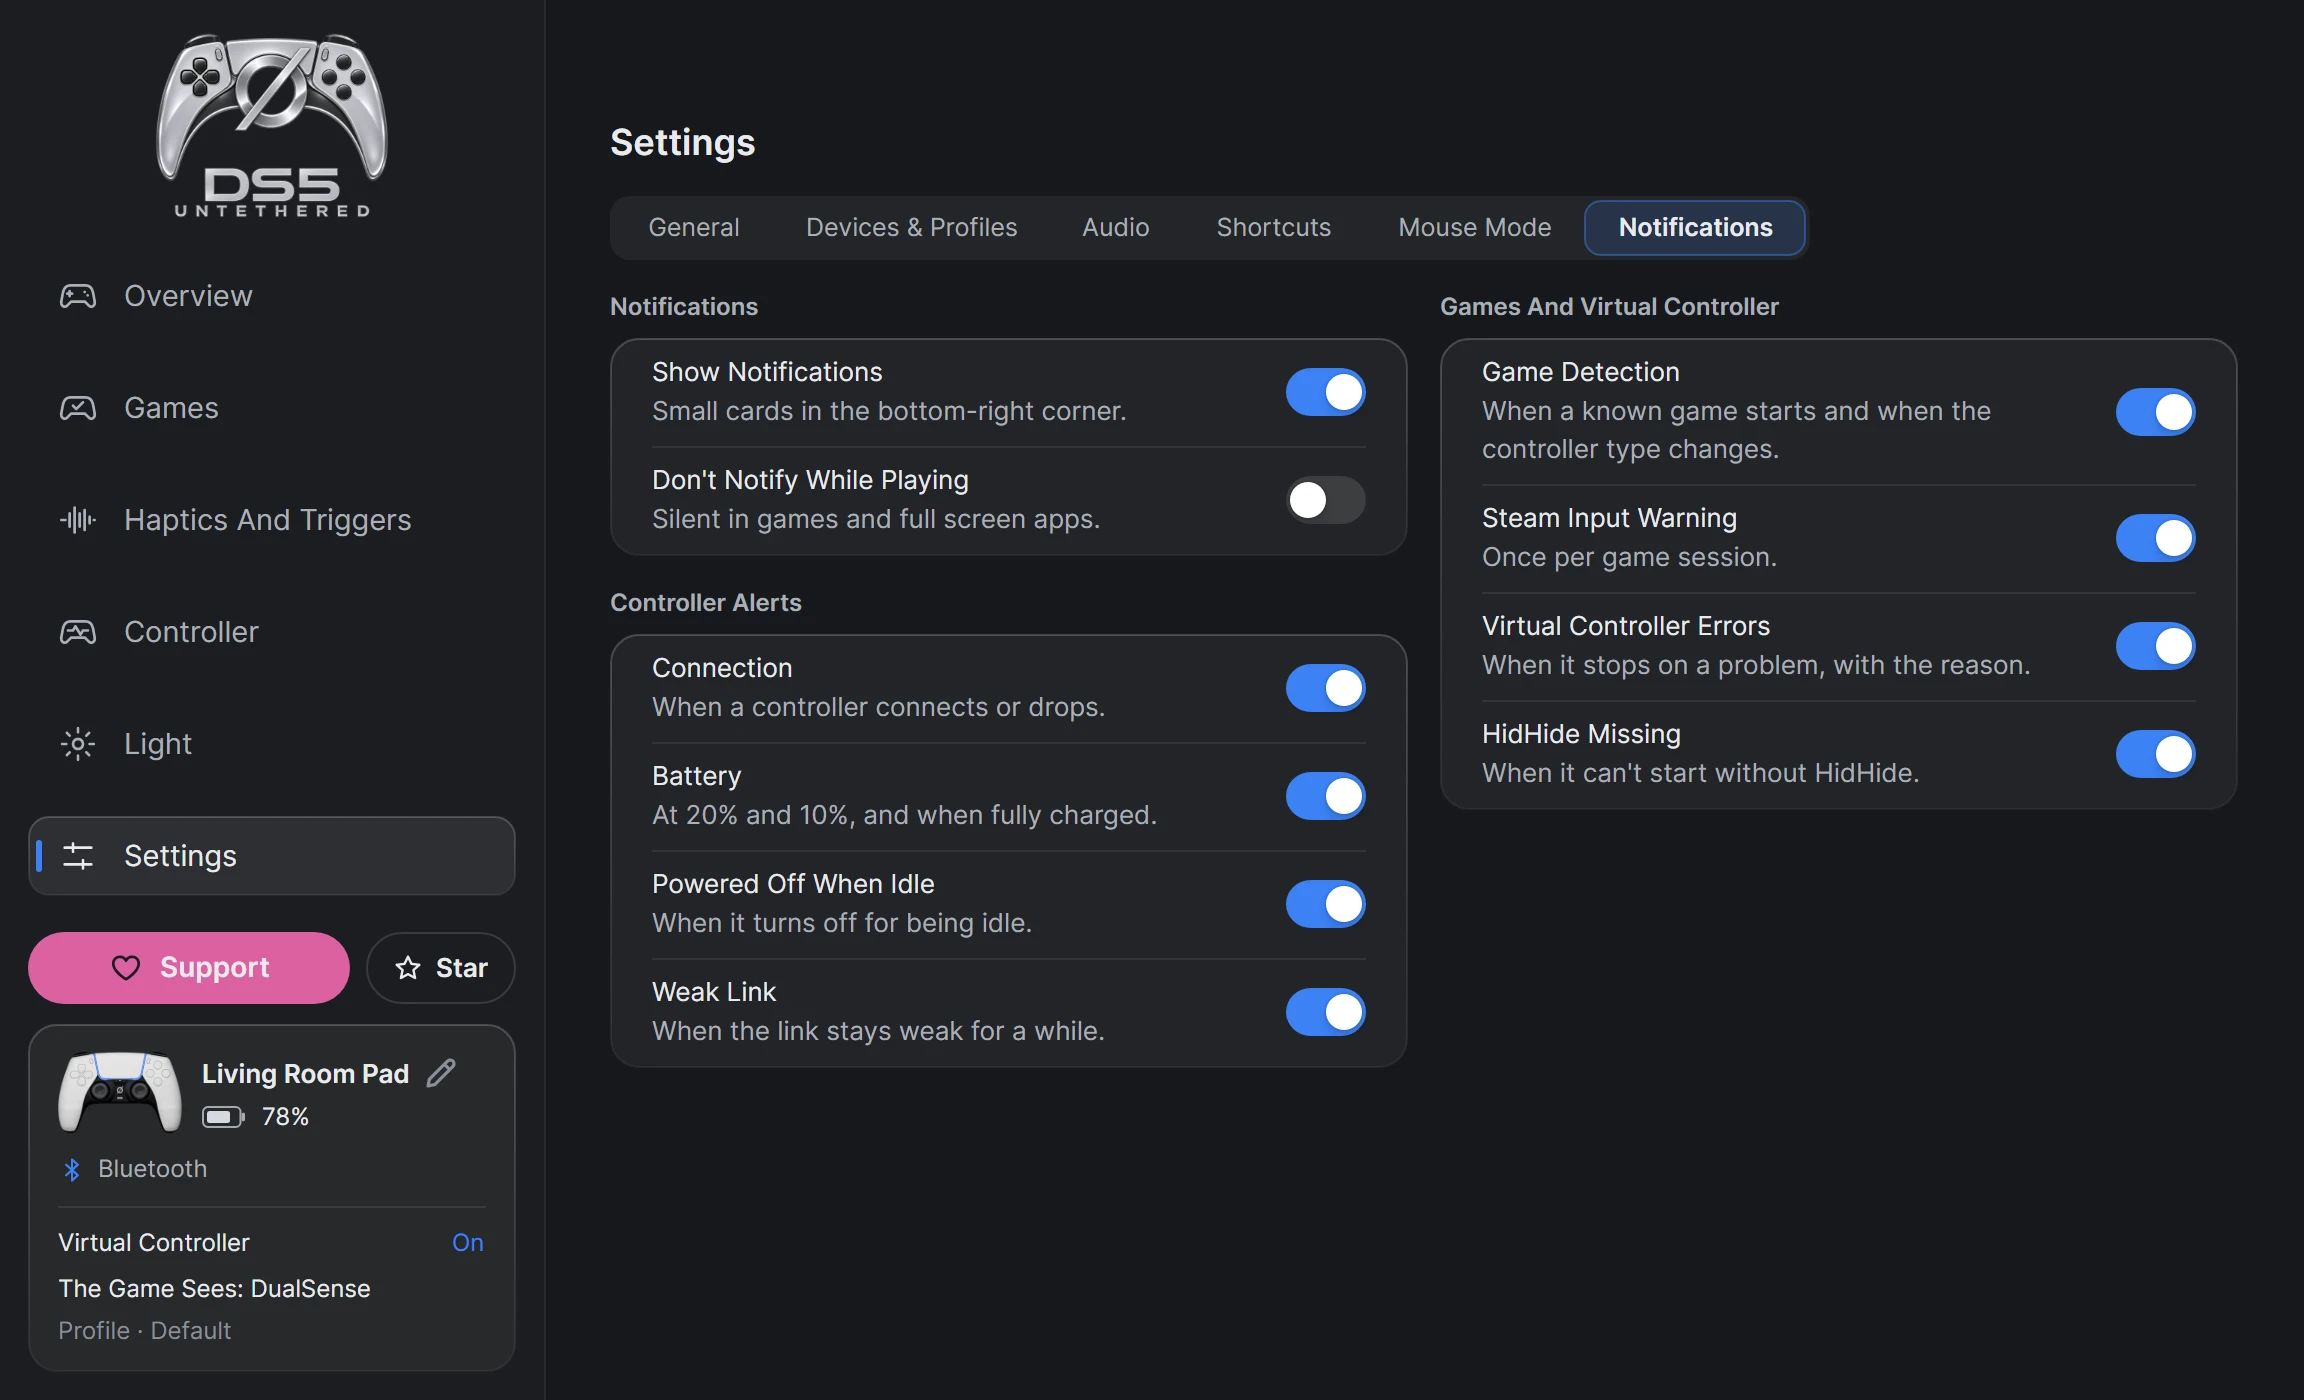 DS5
UNTETHERED
Overview
Games
Haptics And Triggers
Controller
Light
Settings
Support
Star
Living Room Pad
78%
Bluetooth
Virtual Controller
On
The Game Sees: DualSense
Profile · Default
Settings
General
Devices & Profiles
Audio
Shortcuts
Mouse Mode
Notifications
Notifications
Show Notifications
Small cards in the bottom-right corner.
Don't Notify While Playing
Silent in games and full screen apps.
Controller Alerts
Connection
When a controller connects or drops.
Battery
At 20% and 10%, and when fully charged.
Powered Off When Idle
When it turns off for being idle.
Weak Link
When the link stays weak for a while.
Games And Virtual Controller
Game Detection
When a known game starts and when the
controller type changes.
Steam Input Warning
Once per game session.
Virtual Controller Errors
When it stops on a problem, with the reason.
HidHide Missing
When it can't start without HidHide.